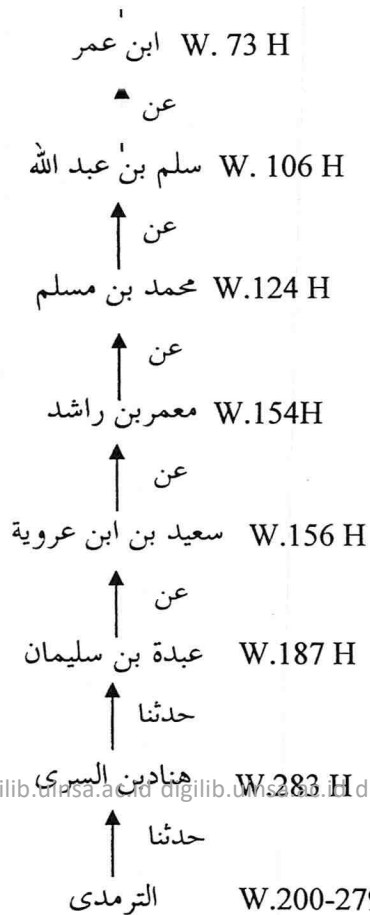 ابن عمر W. 73 H
عن
سلم بن عبد الله W. 106 H
عن
محمد بن مسلم W.124 H
عن
معمربن راشد W.154H
عن
سعيد بن ابن عروية W.156 H
عن
عبدة بن سليمان W.187 H
حدثنا
هنادبن السرى W.283 H
digilib.uinsa.ac.id digilib.uinsa.ac.id
حدثنا
الترمدى W.200-279